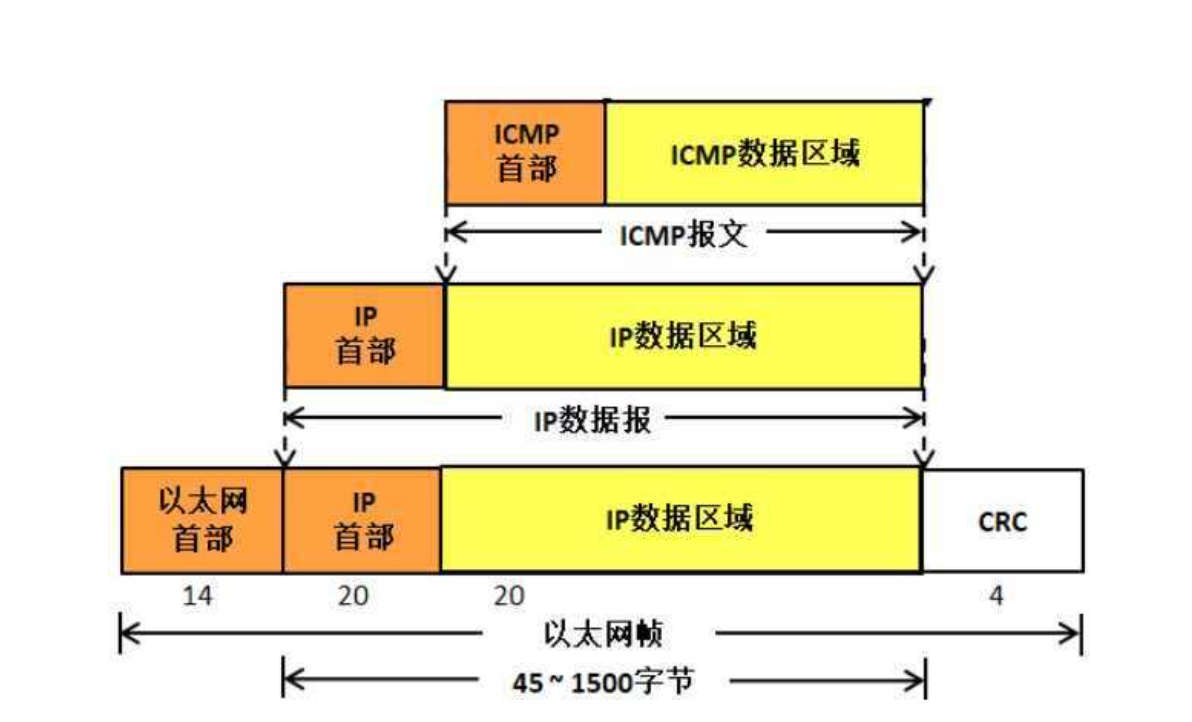 ICMP
首部
ICMP数据区域
ICMP报文
IP
首部
IP数据区域
IP数据报
以太网
首部
IP
首部
IP数据区域
CRC
14
20
20
4
以太网帧
45 ~ 1500字节